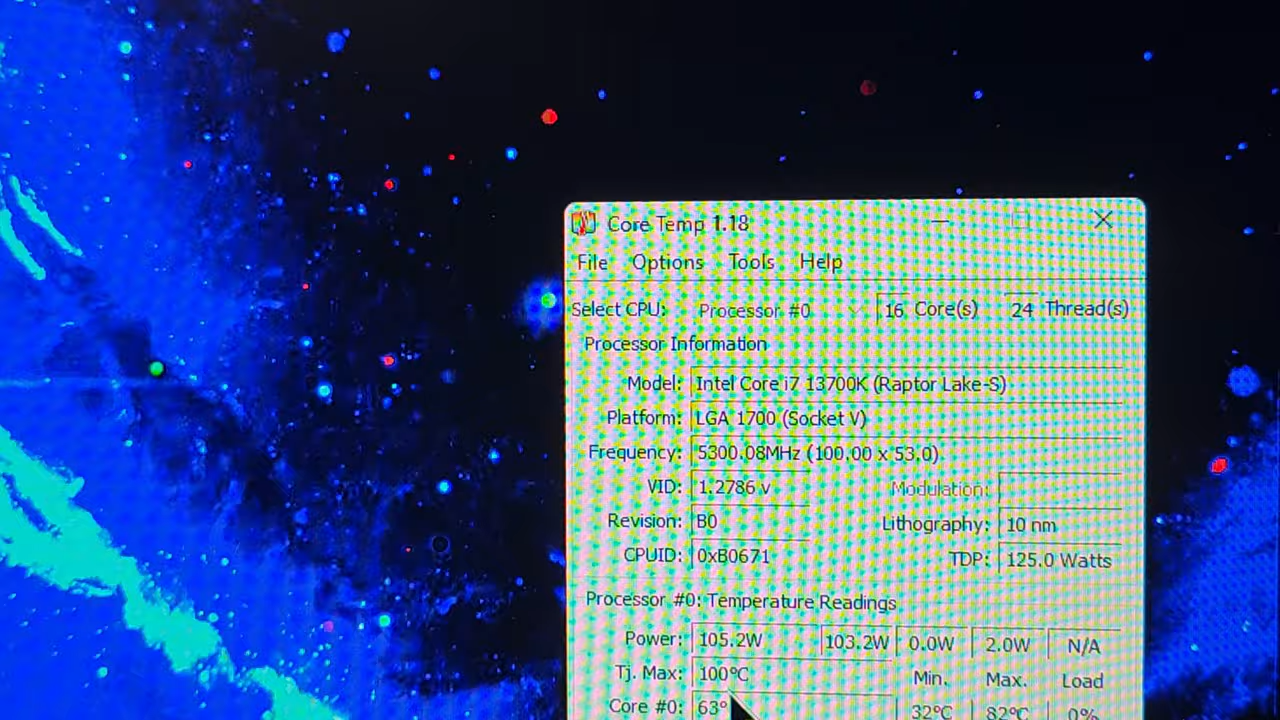 Core Temp 1.18
File Options Tools Help
Select CPU: Processor #0 16 Core(s) 24 Thread(s)
Processor Information
Model: Intel Core i7 13700K (Raptor Lake-S)
Platform: LGA 1700 (Socket V)
Frequency: 5300.08MHz (100.00 x 53.0)
VID: 1.2786 v Modulation:
Revision: B0 Lithography: 10 nm
CPUID: 0xB0671 TDP: 125.0 Watts
Processor #0: Temperature Readings
Power: 105.2W 103.2W 0.0W 2.0W N/A
Tj. Max: 100°C Min. Max. Load
Core #0: 63° 32°C 82°C 0%